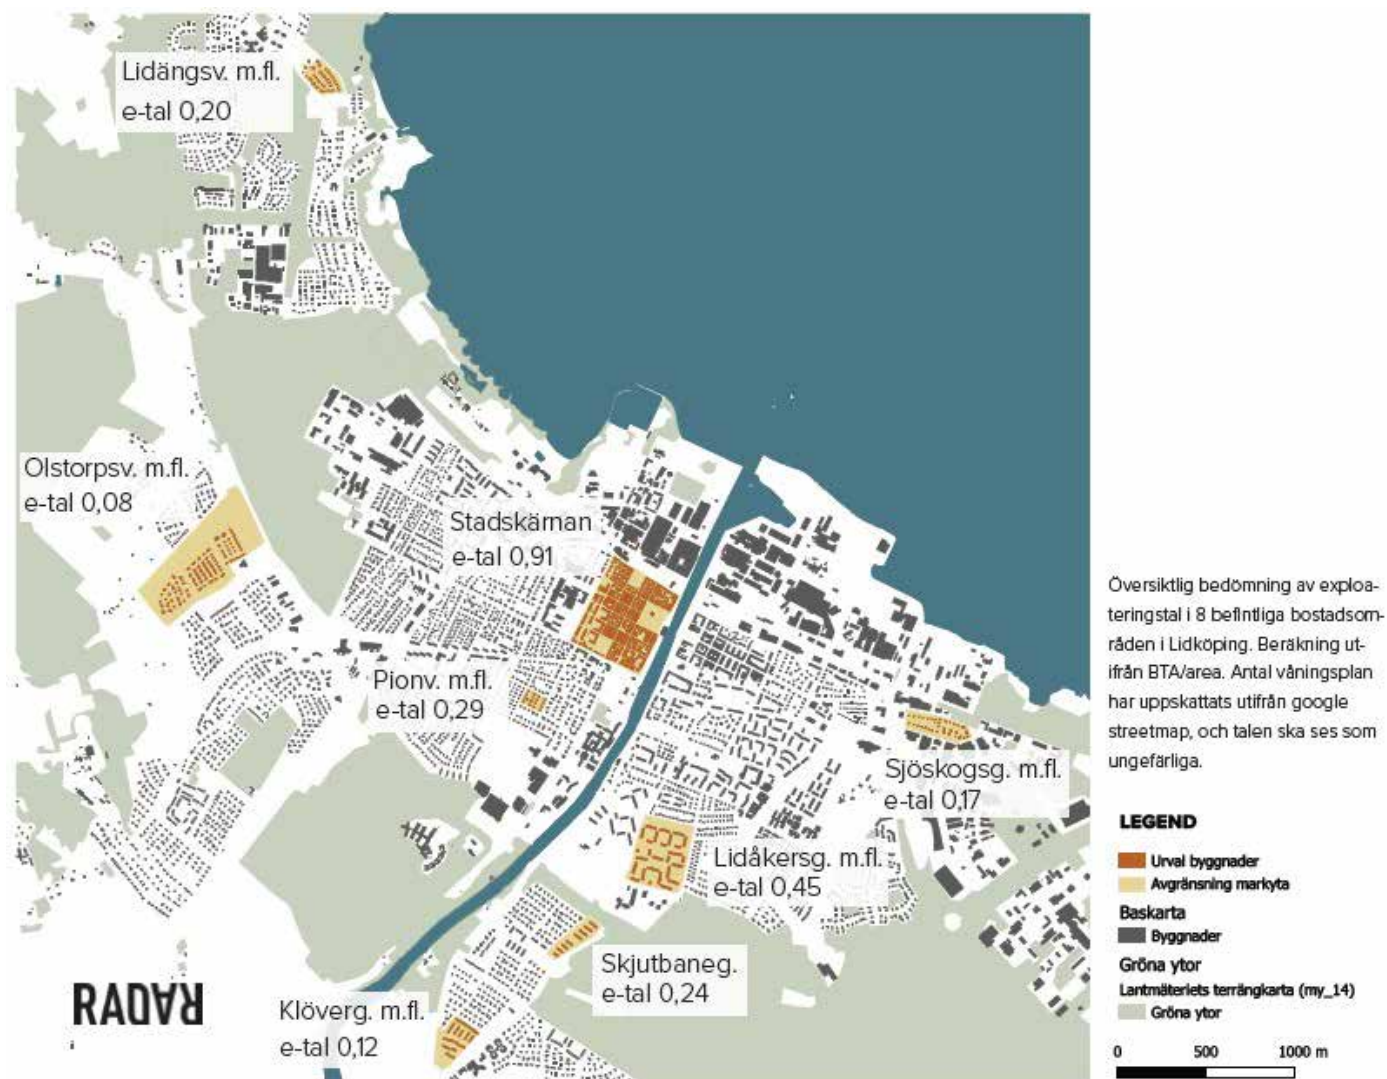 Lidängsv. m.fl.
e-tal 0,20
Olstorpsv. m.fl.
e-tal 0,08
Stadskärnan
e-tal 0,91
Pionv. m.fl.
e-tal 0,29
Sjöskogsg. m.fl.
e-tal 0,17
Lidåkersg. m.fl.
e-tal 0,45
Skjutbaneg.
e-tal 0,24
Klöverg. m.fl.
e-tal 0,12
RADAR
Översiktlig bedömning av exploa-
teringstal i 8 befintliga bostadsom-
råden i Lidköping. Beräkning ut-
ifrån BTA/area. Antal våningsplan
har uppskattats utifrån google
streetmap, och talen ska ses som
ungefärliga.
LEGEND
Urval byggnader
Avgränsning markyta
Baskarta
Byggnader
Gröna ytor
Lantmäteriets terrängkarta (my_14)
Gröna ytor
0 500 1000 m